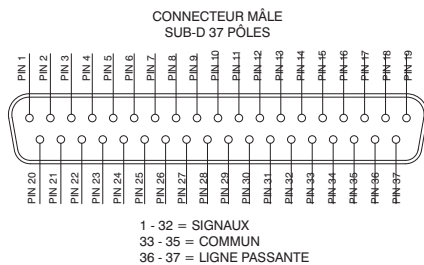 CONNECTEUR MÂLE
SUB-D 37 PÔLES
PIN 1
PIN 2
PIN 3
PIN 4
PIN 5
PIN 6
PIN 7
PIN 8
PIN 9
PIN 10
PIN 11
PIN 12
PIN 13
PIN 14
PIN 15
PIN 16
PIN 17
PIN 18
PIN 19
PIN 20
PIN 21
PIN 22
PIN 23
PIN 24
PIN 25
PIN 26
PIN 27
PIN 28
PIN 29
PIN 30
PIN 31
PIN 32
PIN 33
PIN 34
PIN 35
PIN 36
PIN 37
1 - 32 = SIGNAUX
33 - 35 = COMMUN
36 - 37 = LIGNE PASSANTE